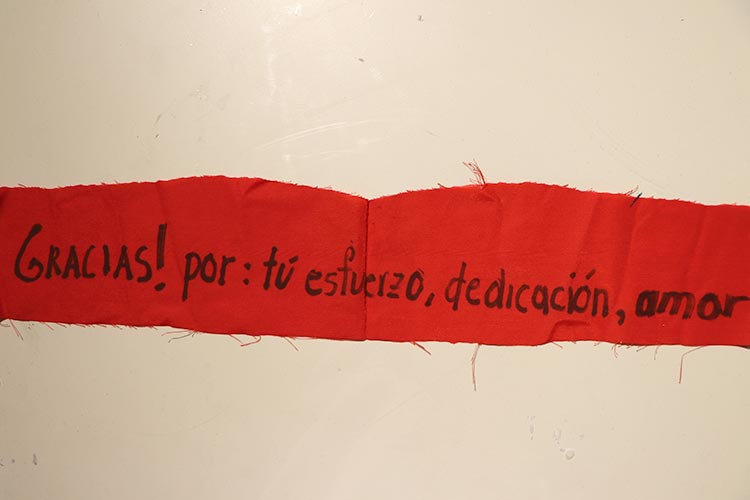 GRACIAS! por: tú esfuerzo, dedicación, amor